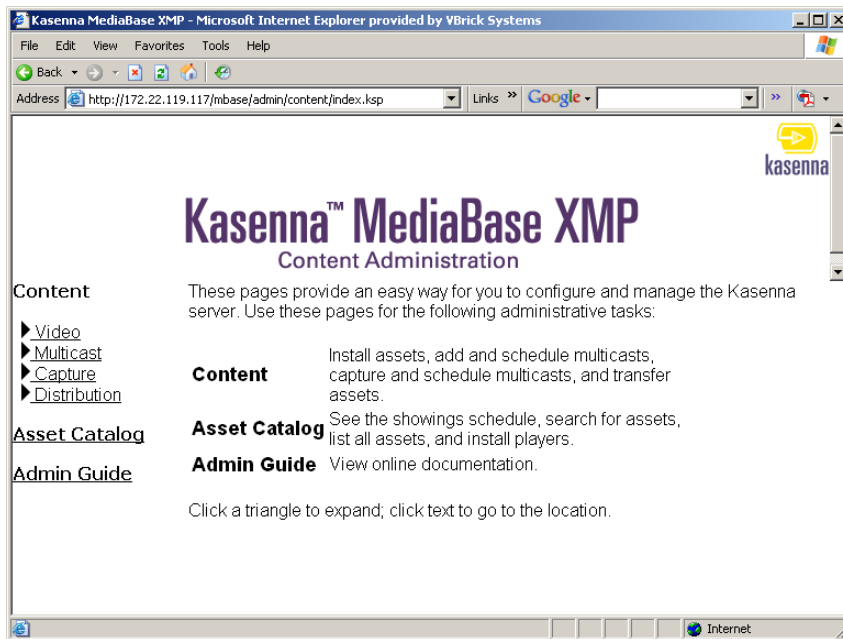 Kasenna MediaBase XMP - Microsoft Internet Explorer provided by VBrick Systems
File Edit View Favorites Tools Help
Back
Address http://172.22.119.117/mbase/admin/content/index.ksp Links » Google »
kasenna
Kasenna™ MediaBase XMP
Content Administration
Content
Video
Multicast
Capture
Distribution
Asset Catalog
Admin Guide
These pages provide an easy way for you to configure and manage the Kasenna
server. Use these pages for the following administrative tasks:
Content Install assets, add and schedule multicasts,
capture and schedule multicasts, and transfer
assets.
Asset Catalog See the showings schedule, search for assets,
list all assets, and install players.
Admin Guide View online documentation.
Click a triangle to expand; click text to go to the location.
Internet